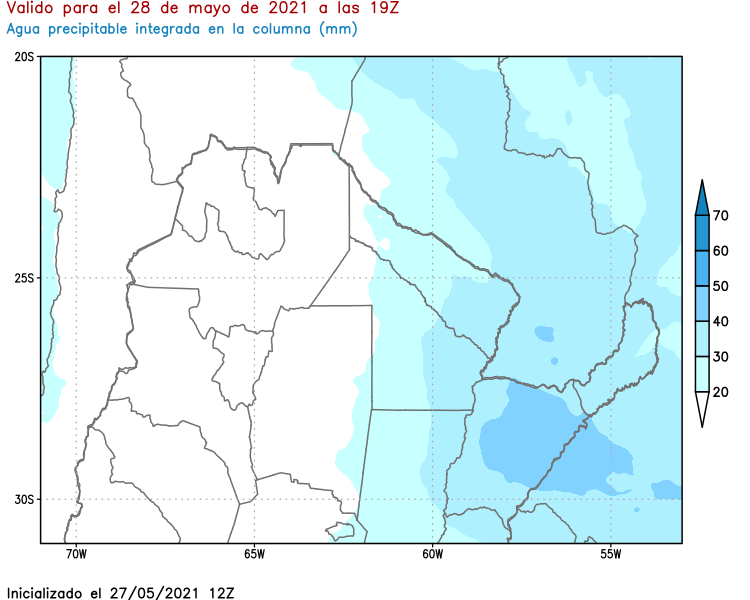 Valido para el 28 de mayo de 2021 a las 19Z
Agua precipitable integrada en la columna (mm)
20S
25S
30S
70W
65W
60W
55W
70
60
50
40
30
20
Inicializado el 27/05/2021 12Z